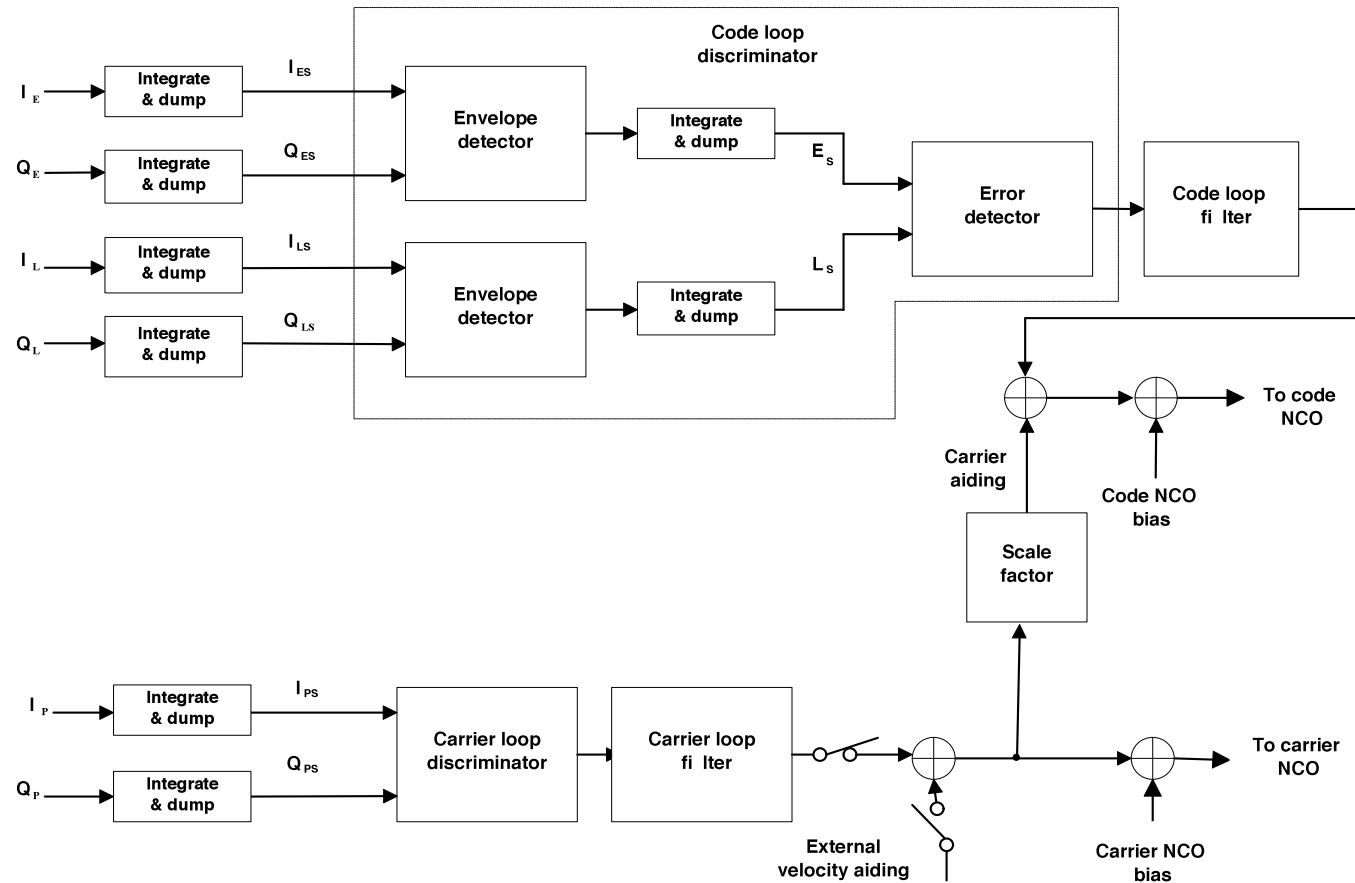 Code loop
discriminator
I E
Integrate
& dump
I ES
Envelope
detector
Integrate
& dump
E S
Q E
Integrate
& dump
Q ES
Error
detector
Code loop
fi lter
I L
Integrate
& dump
I LS
Envelope
detector
Integrate
& dump
L S
Q L
Integrate
& dump
Q LS
To code
NCO
Carrier
aiding
Code NCO
bias
Scale
factor
I P
Integrate
& dump
I PS
Carrier loop
discriminator
Carrier loop
fi lter
Q P
Integrate
& dump
Q PS
To carrier
NCO
External
velocity aiding
Carrier NCO
bias